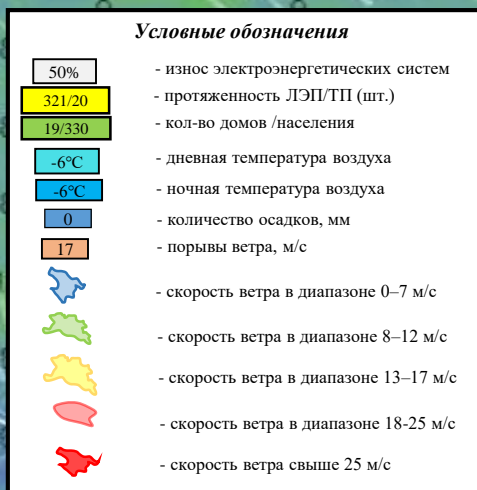 Условные обозначения
50% - износ электроэнергетических систем
321/20 - протяженность ЛЭП/ТП (шт.)
19/330 - кол-во домов /населения
-6°C - дневная температура воздуха
-6°C - ночная температура воздуха
0 - количество осадков, мм
17 - порывы ветра, м/с
- скорость ветра в диапазоне 0–7 м/с
- скорость ветра в диапазоне 8–12 м/с
- скорость ветра в диапазоне 13–17 м/с
- скорость ветра в диапазоне 18-25 м/с
- скорость ветра свыше 25 м/с